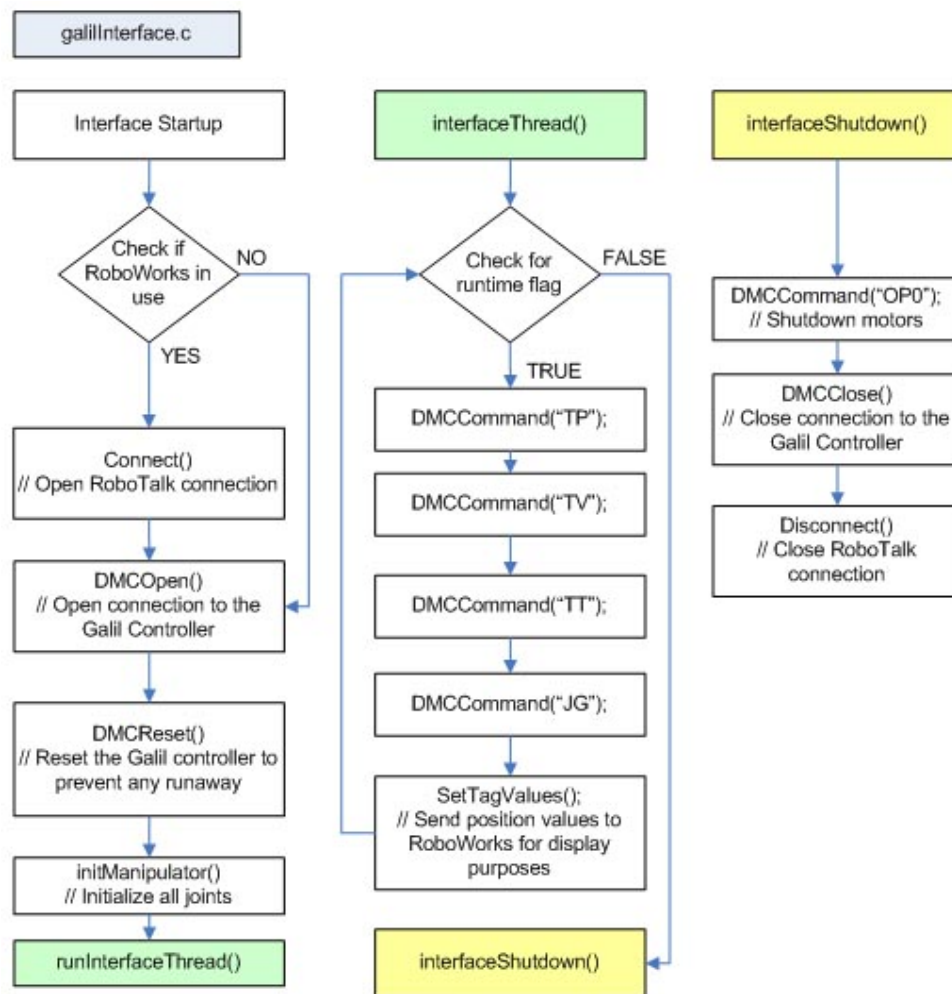 galilInterface.c
Interface Startup
Check if
RoboWorks in
use
NO
YES
Connect()
// Open RoboTalk connection
DMCOpen()
// Open connection to the
Galil Controller
DMCReset()
// Reset the Galil controller to
prevent any runaway
initManipulator()
// Initialize all joints
runInterfaceThread()
interfaceThread()
Check for
runtime flag
FALSE
TRUE
DMCCommand(“TP”);
DMCCommand(“TV”);
DMCCommand(“TT”);
DMCCommand(“JG”);
SetTagValues();
// Send position values to
RoboWorks for display
purposes
interfaceShutdown()
interfaceShutdown()
DMCCommand(“OP0”);
// Shutdown motors
DMCClose()
// Close connection to the
Galil Controller
Disconnect()
// Close RoboTalk
connection